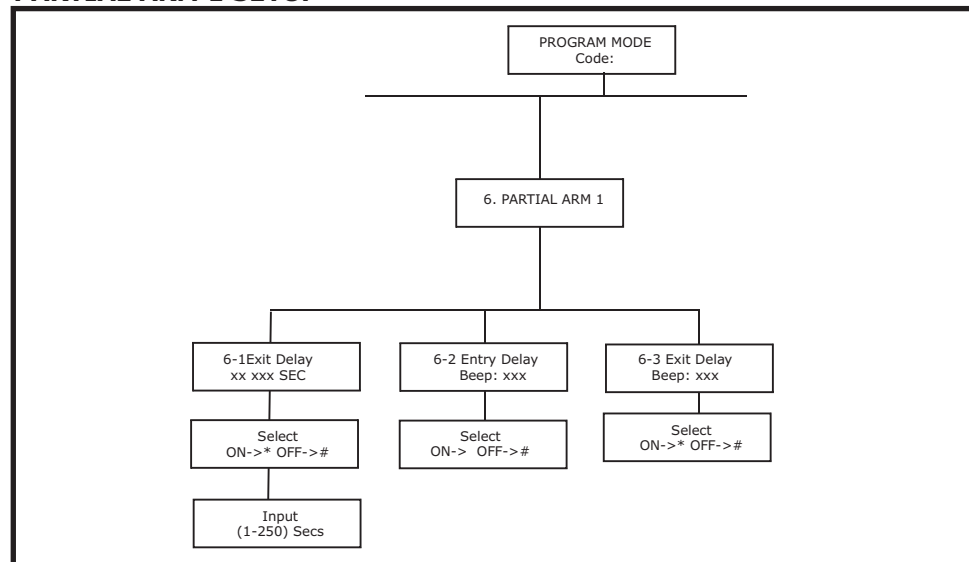 PROGRAM MODE
Code:
6. PARTIAL ARM 1
6-1Exit Delay
xx xxx SEC
6-2 Entry Delay
Beep: xxx
6-3 Exit Delay
Beep: xxx
Select
ON->* OFF->#
Select
ON-> OFF->#
Select
ON->* OFF->#
Input
(1-250) Secs